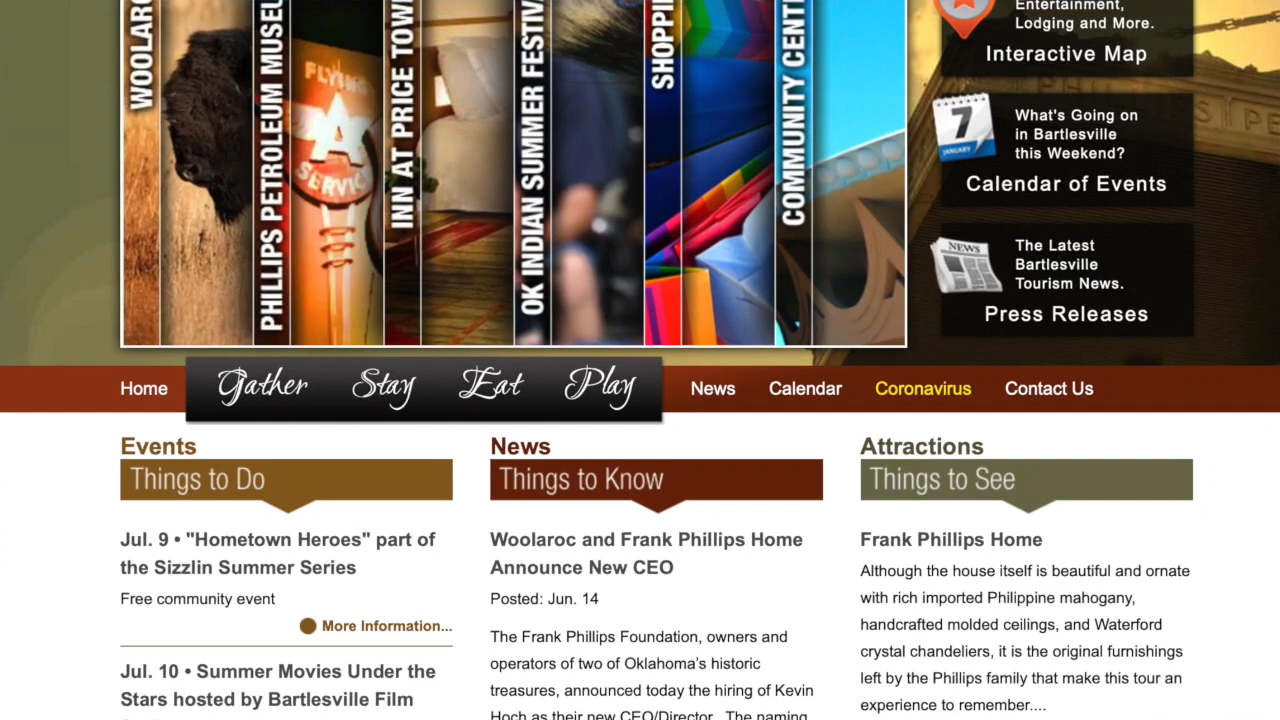 WOOLARO
PHILLIPS PETROLEUM MUSEU
FLYING
A
SERVICE
INN AT PRICE TOW
OK INDIAN SUMMER FESTIVA
SHOPPI
COMMUNITY CENT
Entertainment,
Lodging and More.
Interactive Map
7
JANUARY
What's Going on
in Bartlesville
this Weekend?
Calendar of Events
NEWS
The Latest
Bartlesville
Tourism News.
Press Releases
Home
Gather Stay Eat Play
News Calendar Coronavirus Contact Us
Events
Things to Do
Jul. 9 • "Hometown Heroes" part of
the Sizzlin Summer Series
Free community event
More Information...
Jul. 10 • Summer Movies Under the
Stars hosted by Bartlesville Film
News
Things to Know
Woolaroc and Frank Phillips Home
Announce New CEO
Posted: Jun. 14
The Frank Phillips Foundation, owners and
operators of two of Oklahoma's historic
treasures, announced today the hiring of Kevin
Hoch as their new CEO/Director. The naming
Attractions
Things to See
Frank Phillips Home
Although the house itself is beautiful and ornate
with rich imported Philippine mahogany,
handcrafted molded ceilings, and Waterford
crystal chandeliers, it is the original furnishings
left by the Phillips family that make this tour an
experience to remember....